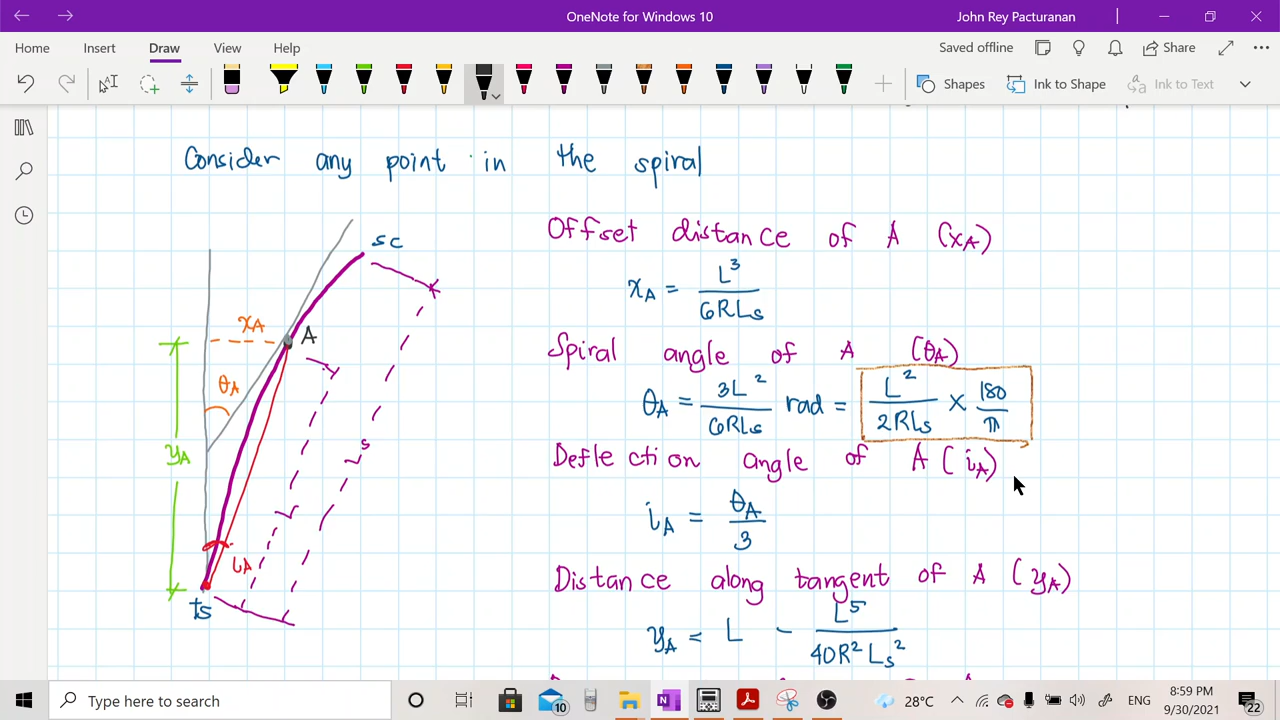 OneNote for Windows 10
John Rey Pacturanan
Home Insert Draw View Help
Saved offline
Share
Shapes
Ink to Shape
Ink to Text
Consider any point in the spiral
sc
A
xA
θA
yA
iA
ts
L
Ls
Offset distance of A (xA)
xA = L³/6RLs
Spiral angle of A (θA)
θA = 3L²/6RLs rad = L²/2RLs × 180/π
Deflection angle of A (iA)
iA = θA/3
Distance along tangent of A (yA)
yA = L - L⁵/40R²Ls²
Type here to search
10
28°C
ENG
8:59 PM
9/30/2021
22